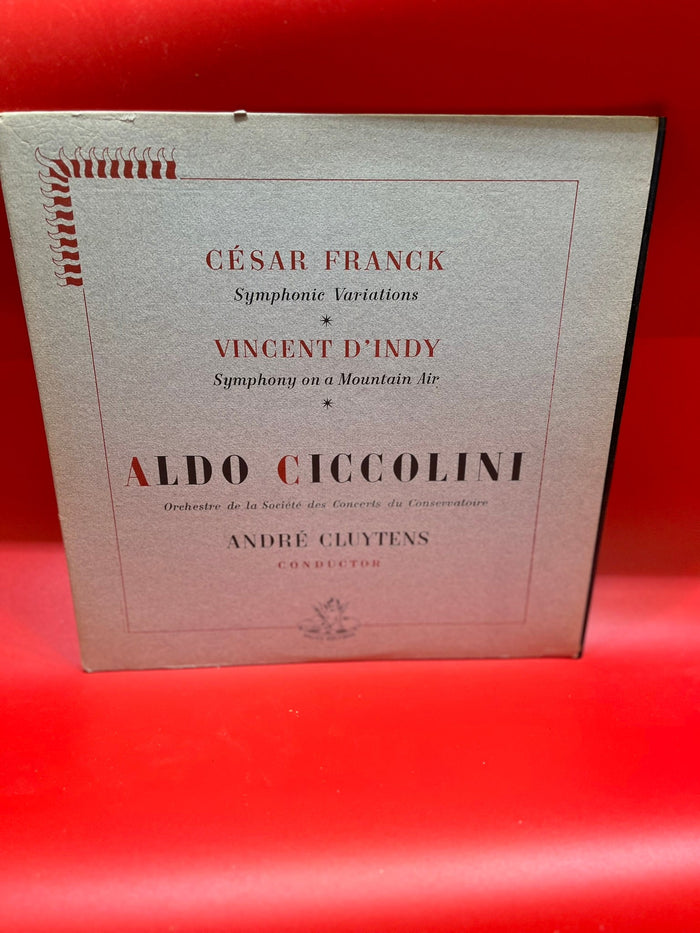 CÉSAR FRANCK
Symphonic Variations
VINCENT D'INDY
Symphony on a Mountain Air
ALDO CICCOLINI
Orchestre de la Société des Concerts du Conservatoire
ANDRÉ CLUYTENS
CONDUCTOR